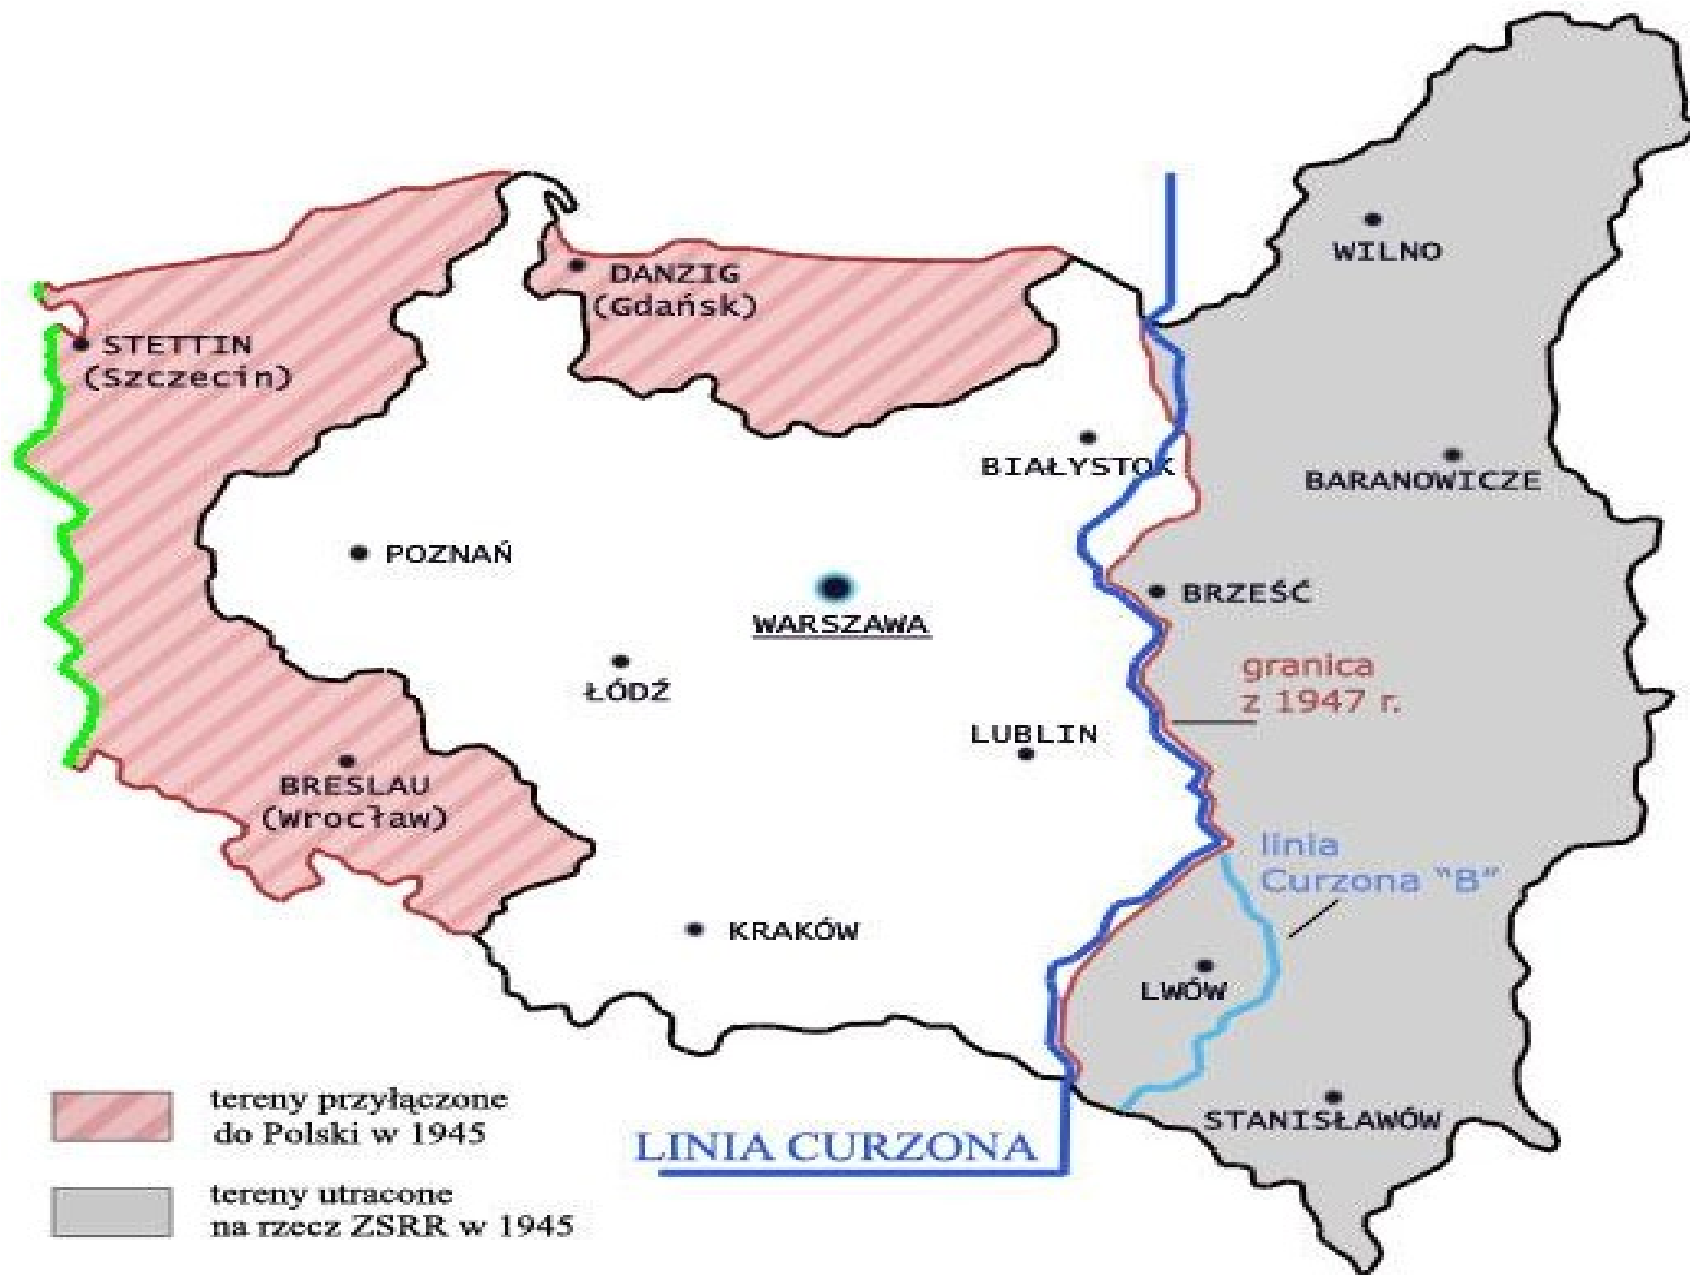 WILNO
DANZIG
(Gdańsk)
STETTIN
(Szczecin)
BIAŁYSTOK
BARANOWICZE
POZNAŃ
BRZEŚĆ
WARSZAWA
granica
z 1947 r.
ŁÓDŹ
LUBLIN
BRESLAU
(Wrocław)
linia
Curzona "B"
KRAKÓW
LWÓW
STANISŁAWÓW
LINIA CURZONA
tereny przyłączone
do Polski w 1945
tereny utracone
na rzecz ZSRR w 1945